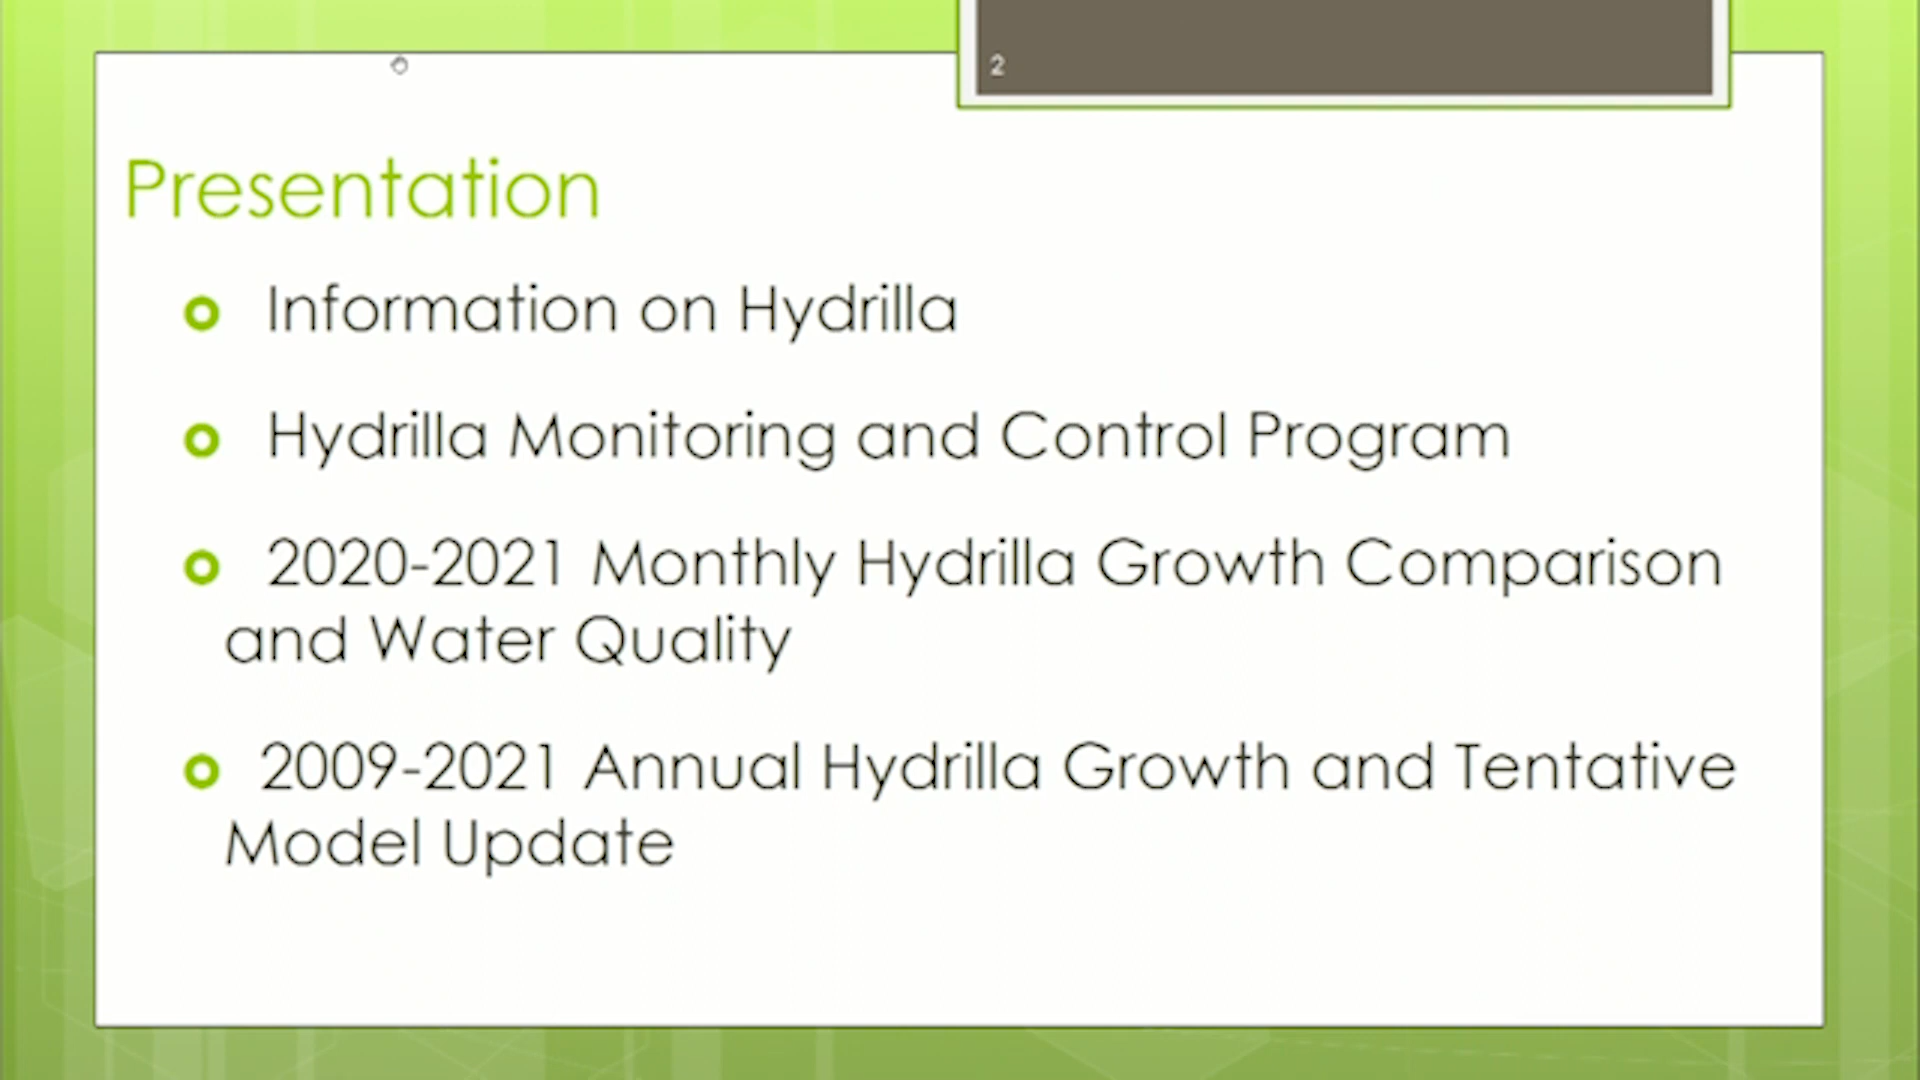 2
Presentation
Information on Hydrilla
Hydrilla Monitoring and Control Program
2020-2021 Monthly Hydrilla Growth Comparison
and Water Quality
2009-2021 Annual Hydrilla Growth and Tentative
Model Update